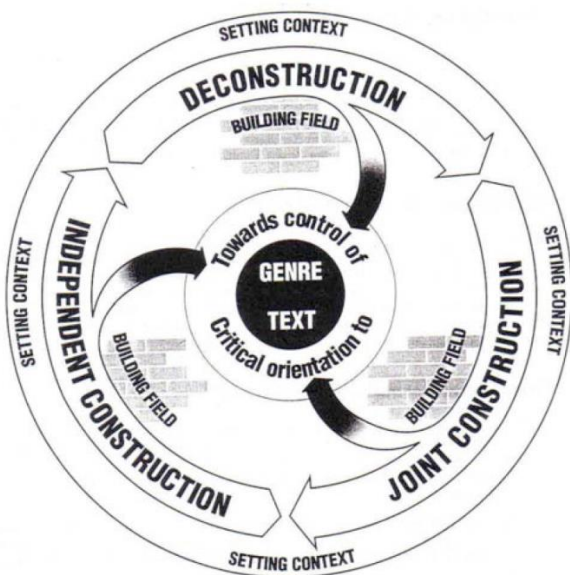 SETTING CONTEXT
DECONSTRUCTION
BUILDING FIELD
Towards control of
GENRE
TEXT
Critical orientation to
SETTING CONTEXT
JOINT CONSTRUCTION
BUILDING FIELD
SETTING CONTEXT
INDEPENDENT CONSTRUCTION
BUILDING FIELD
SETTING CONTEXT